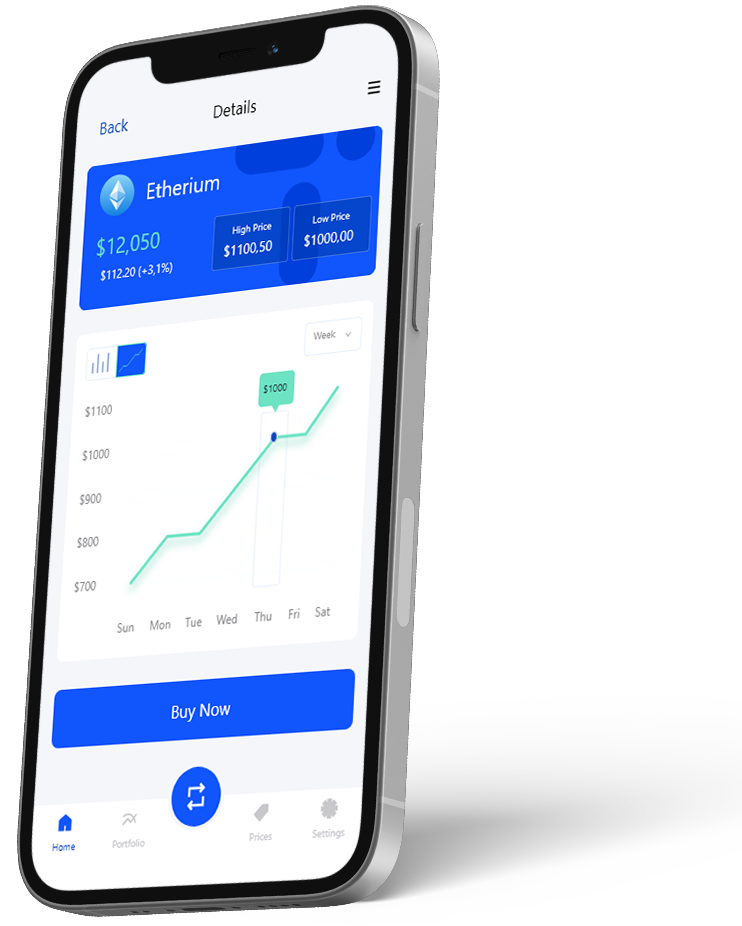 Details
Back
Etherium
$12,050
$112.20 (+3,1%)
High Price
$1100,50
Low Price
$1000,00
Week
$1000
$1100
$1000
$900
$800
$700
Sun Mon Tue Wed Thu Fri Sat
Buy Now
Home Portfolio Prices Settings